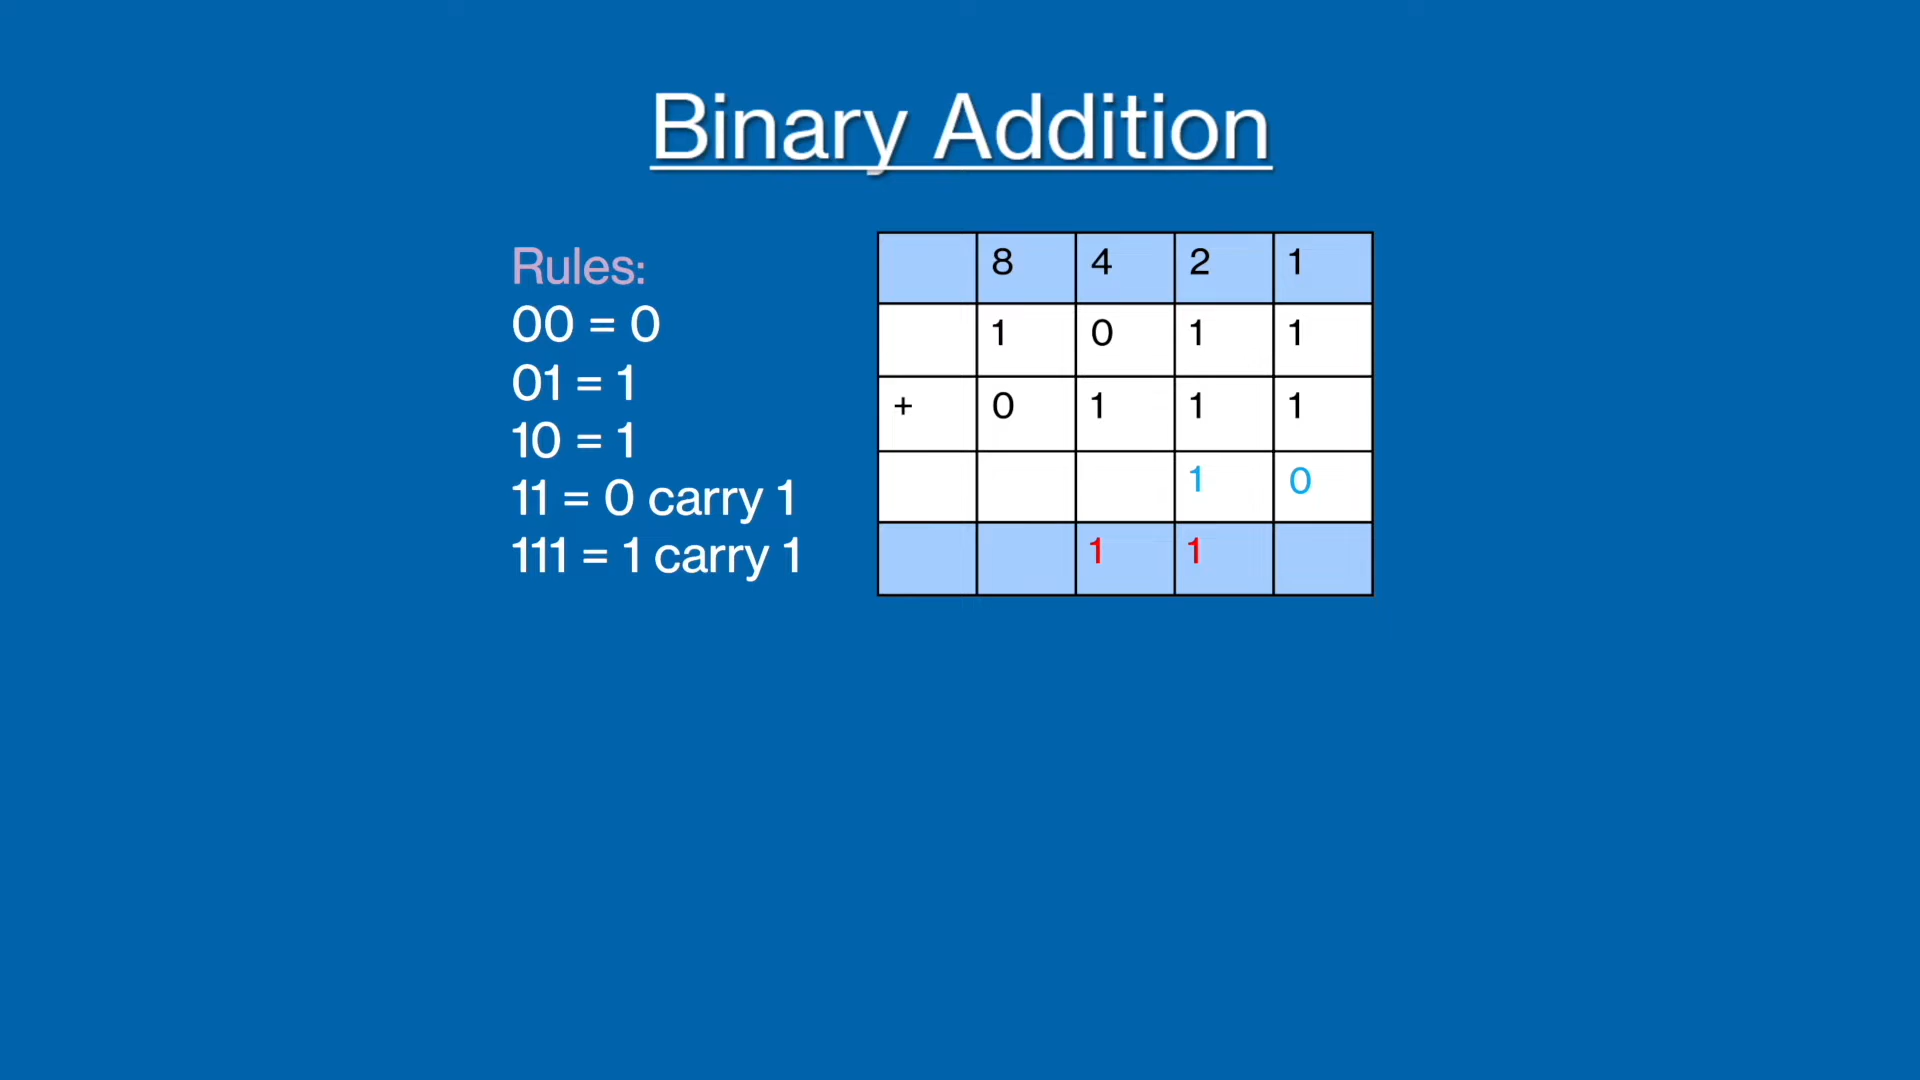 Binary Addition
Rules:
00 = 0
01 = 1
10 = 1
11 = 0 carry 1
111 = 1 carry 1
8 4 2 1
1 0 1 1
+ 0 1 1 1
1 0
1 1